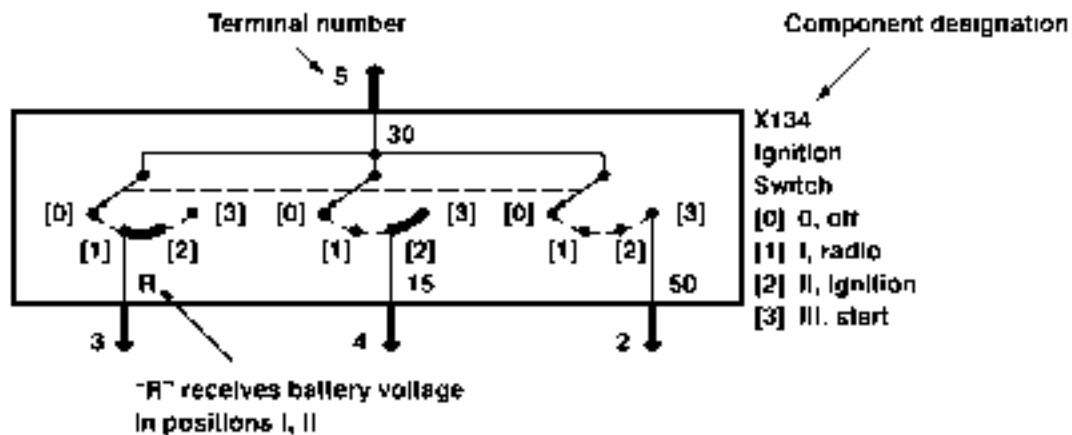 Terminal number
Component designation
5
30
X134
Ignition
Switch
[0] 0, off
[1] I, radio
[2] II, Ignition
[3] III. start
[0] [3] [0] [3] [0] [3]
[1] [2] [1] [2] [1] [2]
R 15 50
3 4 2
"R" receives battery voltage
In positions I, II